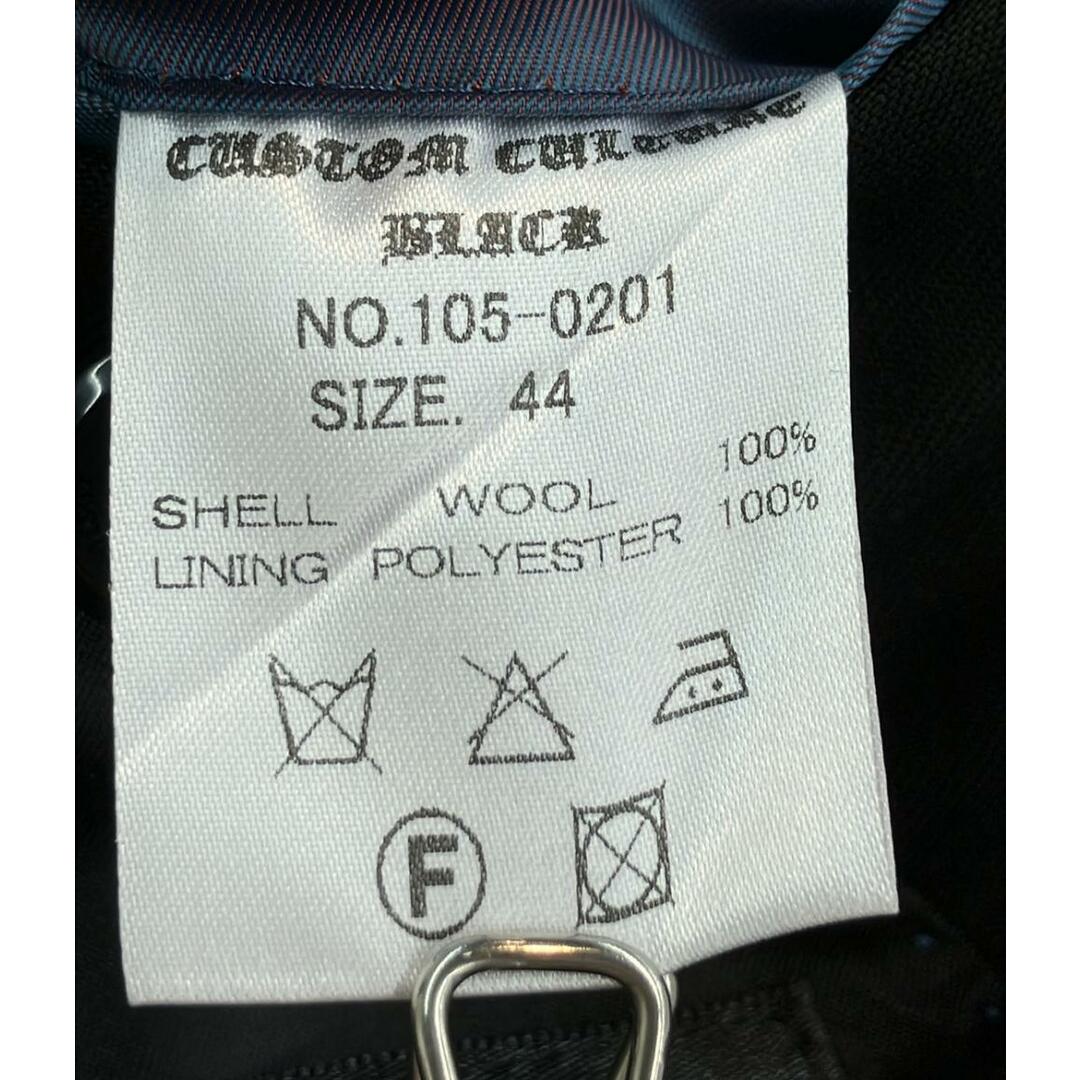 CUSTOM CULTURE
BLACK
NO.105-0201
SIZE. 44
SHELL WOOL 100%
LINING POLYESTER 100%
F